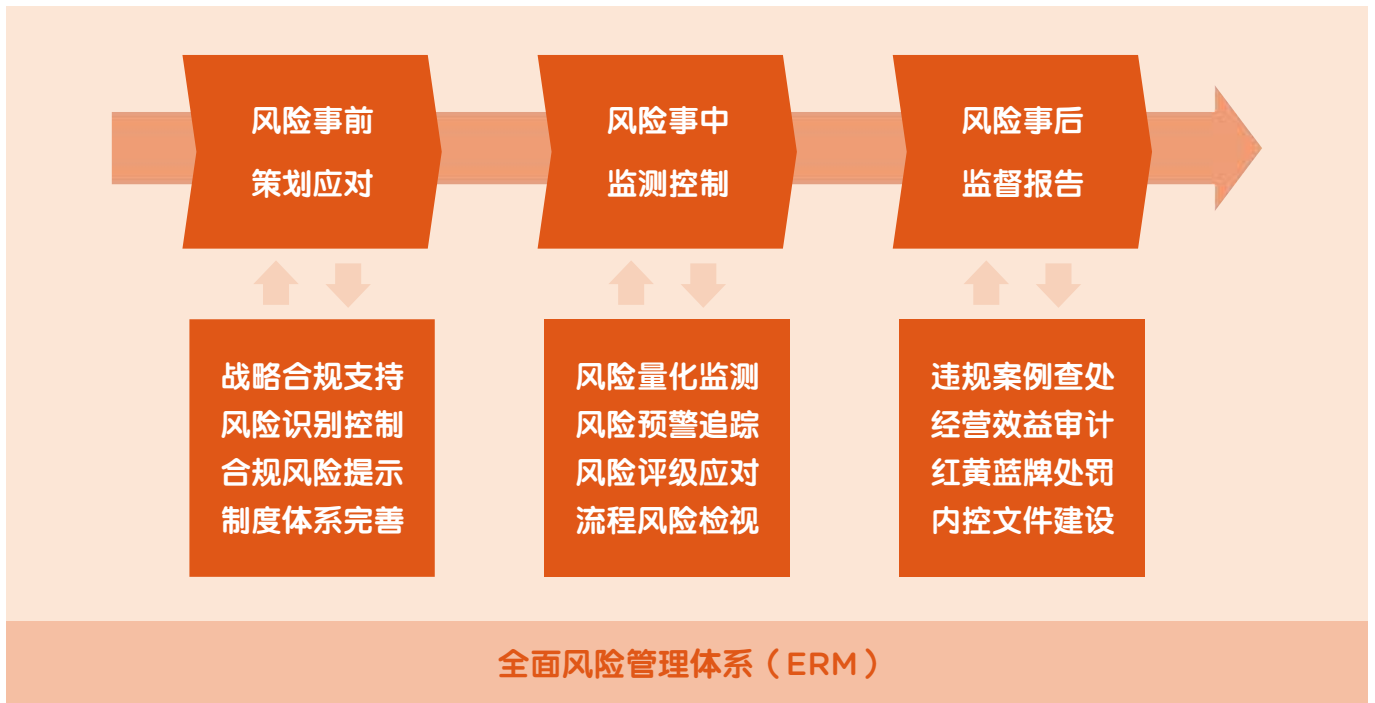 风险事前
策划应对
风险事中
监测控制
风险事后
监督报告
战略合规支持
风险识别控制
合规风险提示
制度体系完善
风险量化监测
风险预警追踪
风险评级应对
流程风险检视
违规案例查处
经营效益审计
红黄蓝牌处罚
内控文件建设
全面风险管理体系（ERM）